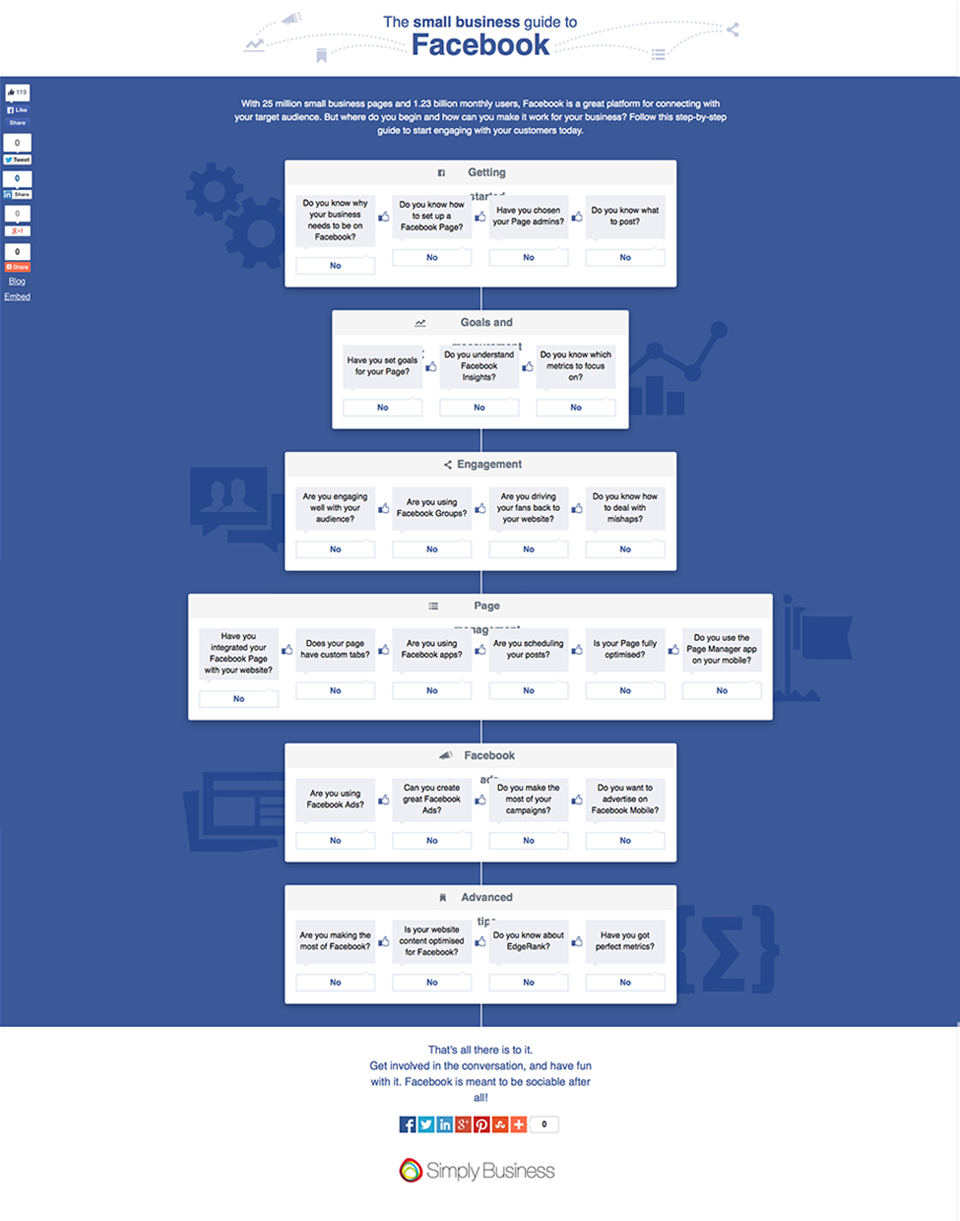 The small business guide to
Facebook
119
Like
Share
0
Tweet
0
in Share
0
g+1
0
Share
Blog
Embed
With 25 million small business pages and 1.23 billion monthly users, Facebook is a great platform for connecting with
your target audience. But where do you begin and how can you make it work for your business? Follow this step-by-step
guide to start engaging with your customers today.
Getting
started
Do you know why
your business
needs to be on
Facebook?
No
Do you know how
to set up a
Facebook Page?
No
Have you chosen
your Page admins?
No
Do you know what
to post?
No
Goals and
measurement
Have you set goals
for your Page?
No
Do you understand
Facebook
Insights?
No
Do you know which
metrics to focus
on?
No
Engagement
Are you engaging
well with your
audience?
No
Are you using
Facebook Groups?
No
Are you driving
your fans back to
your website?
No
Do you know how
to deal with
mishaps?
No
Page
management
Have you
integrated your
Facebook Page
with your website?
No
Does your page
have custom tabs?
No
Are you using
Facebook apps?
No
Are you scheduling
your posts?
No
Is your Page fully
optimised?
No
Do you use the
Page Manager app
on your mobile?
No
Facebook
ads
Are you using
Facebook Ads?
No
Can you create
great Facebook
Ads?
No
Do you make the
most of your
campaigns?
No
Do you want to
advertise on
Facebook Mobile?
No
Advanced
tips
Are you making the
most of Facebook?
No
Is your website
content optimised
for Facebook?
No
Do you know about
EdgeRank?
No
Have you got
perfect metrics?
No
{Σ}
That's all there is to it.
Get involved in the conversation, and have fun
with it. Facebook is meant to be sociable after
all!
0
Simply Business